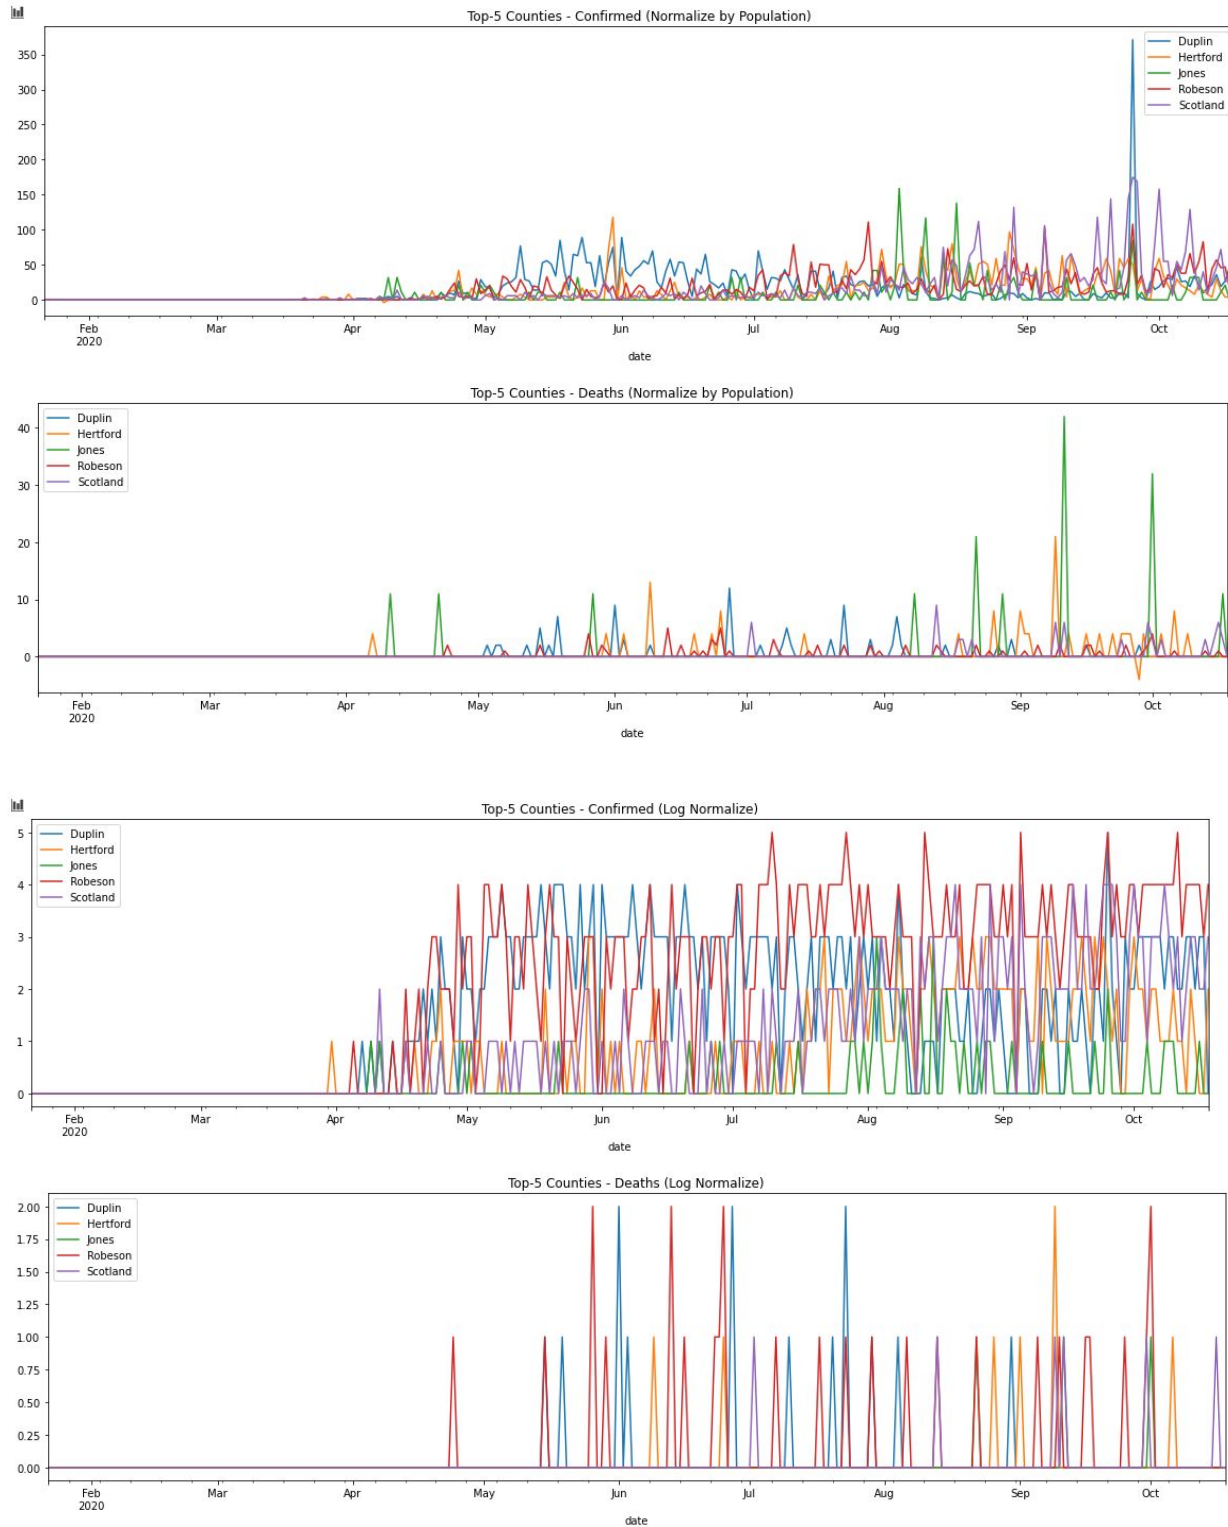 Top-5 Counties - Confirmed (Normalize by Population)
Duplin
Hertford
Jones
Robeson
Scotland
350
300
250
200
150
100
50
0
Feb Mar Apr May Jun Jul Aug Sep Oct
2020
date
Top-5 Counties - Deaths (Normalize by Population)
Duplin
Hertford
Jones
Robeson
Scotland
40
30
20
10
0
Feb Mar Apr May Jun Jul Aug Sep Oct
2020
date
Top-5 Counties - Confirmed (Log Normalize)
Duplin
Hertford
Jones
Robeson
Scotland
5
4
3
2
1
0
Feb Mar Apr May Jun Jul Aug Sep Oct
2020
date
Top-5 Counties - Deaths (Log Normalize)
Duplin
Hertford
Jones
Robeson
Scotland
2.00
1.75
1.50
1.25
1.00
0.75
0.50
0.25
0.00
Feb Mar Apr May Jun Jul Aug Sep Oct
2020
date